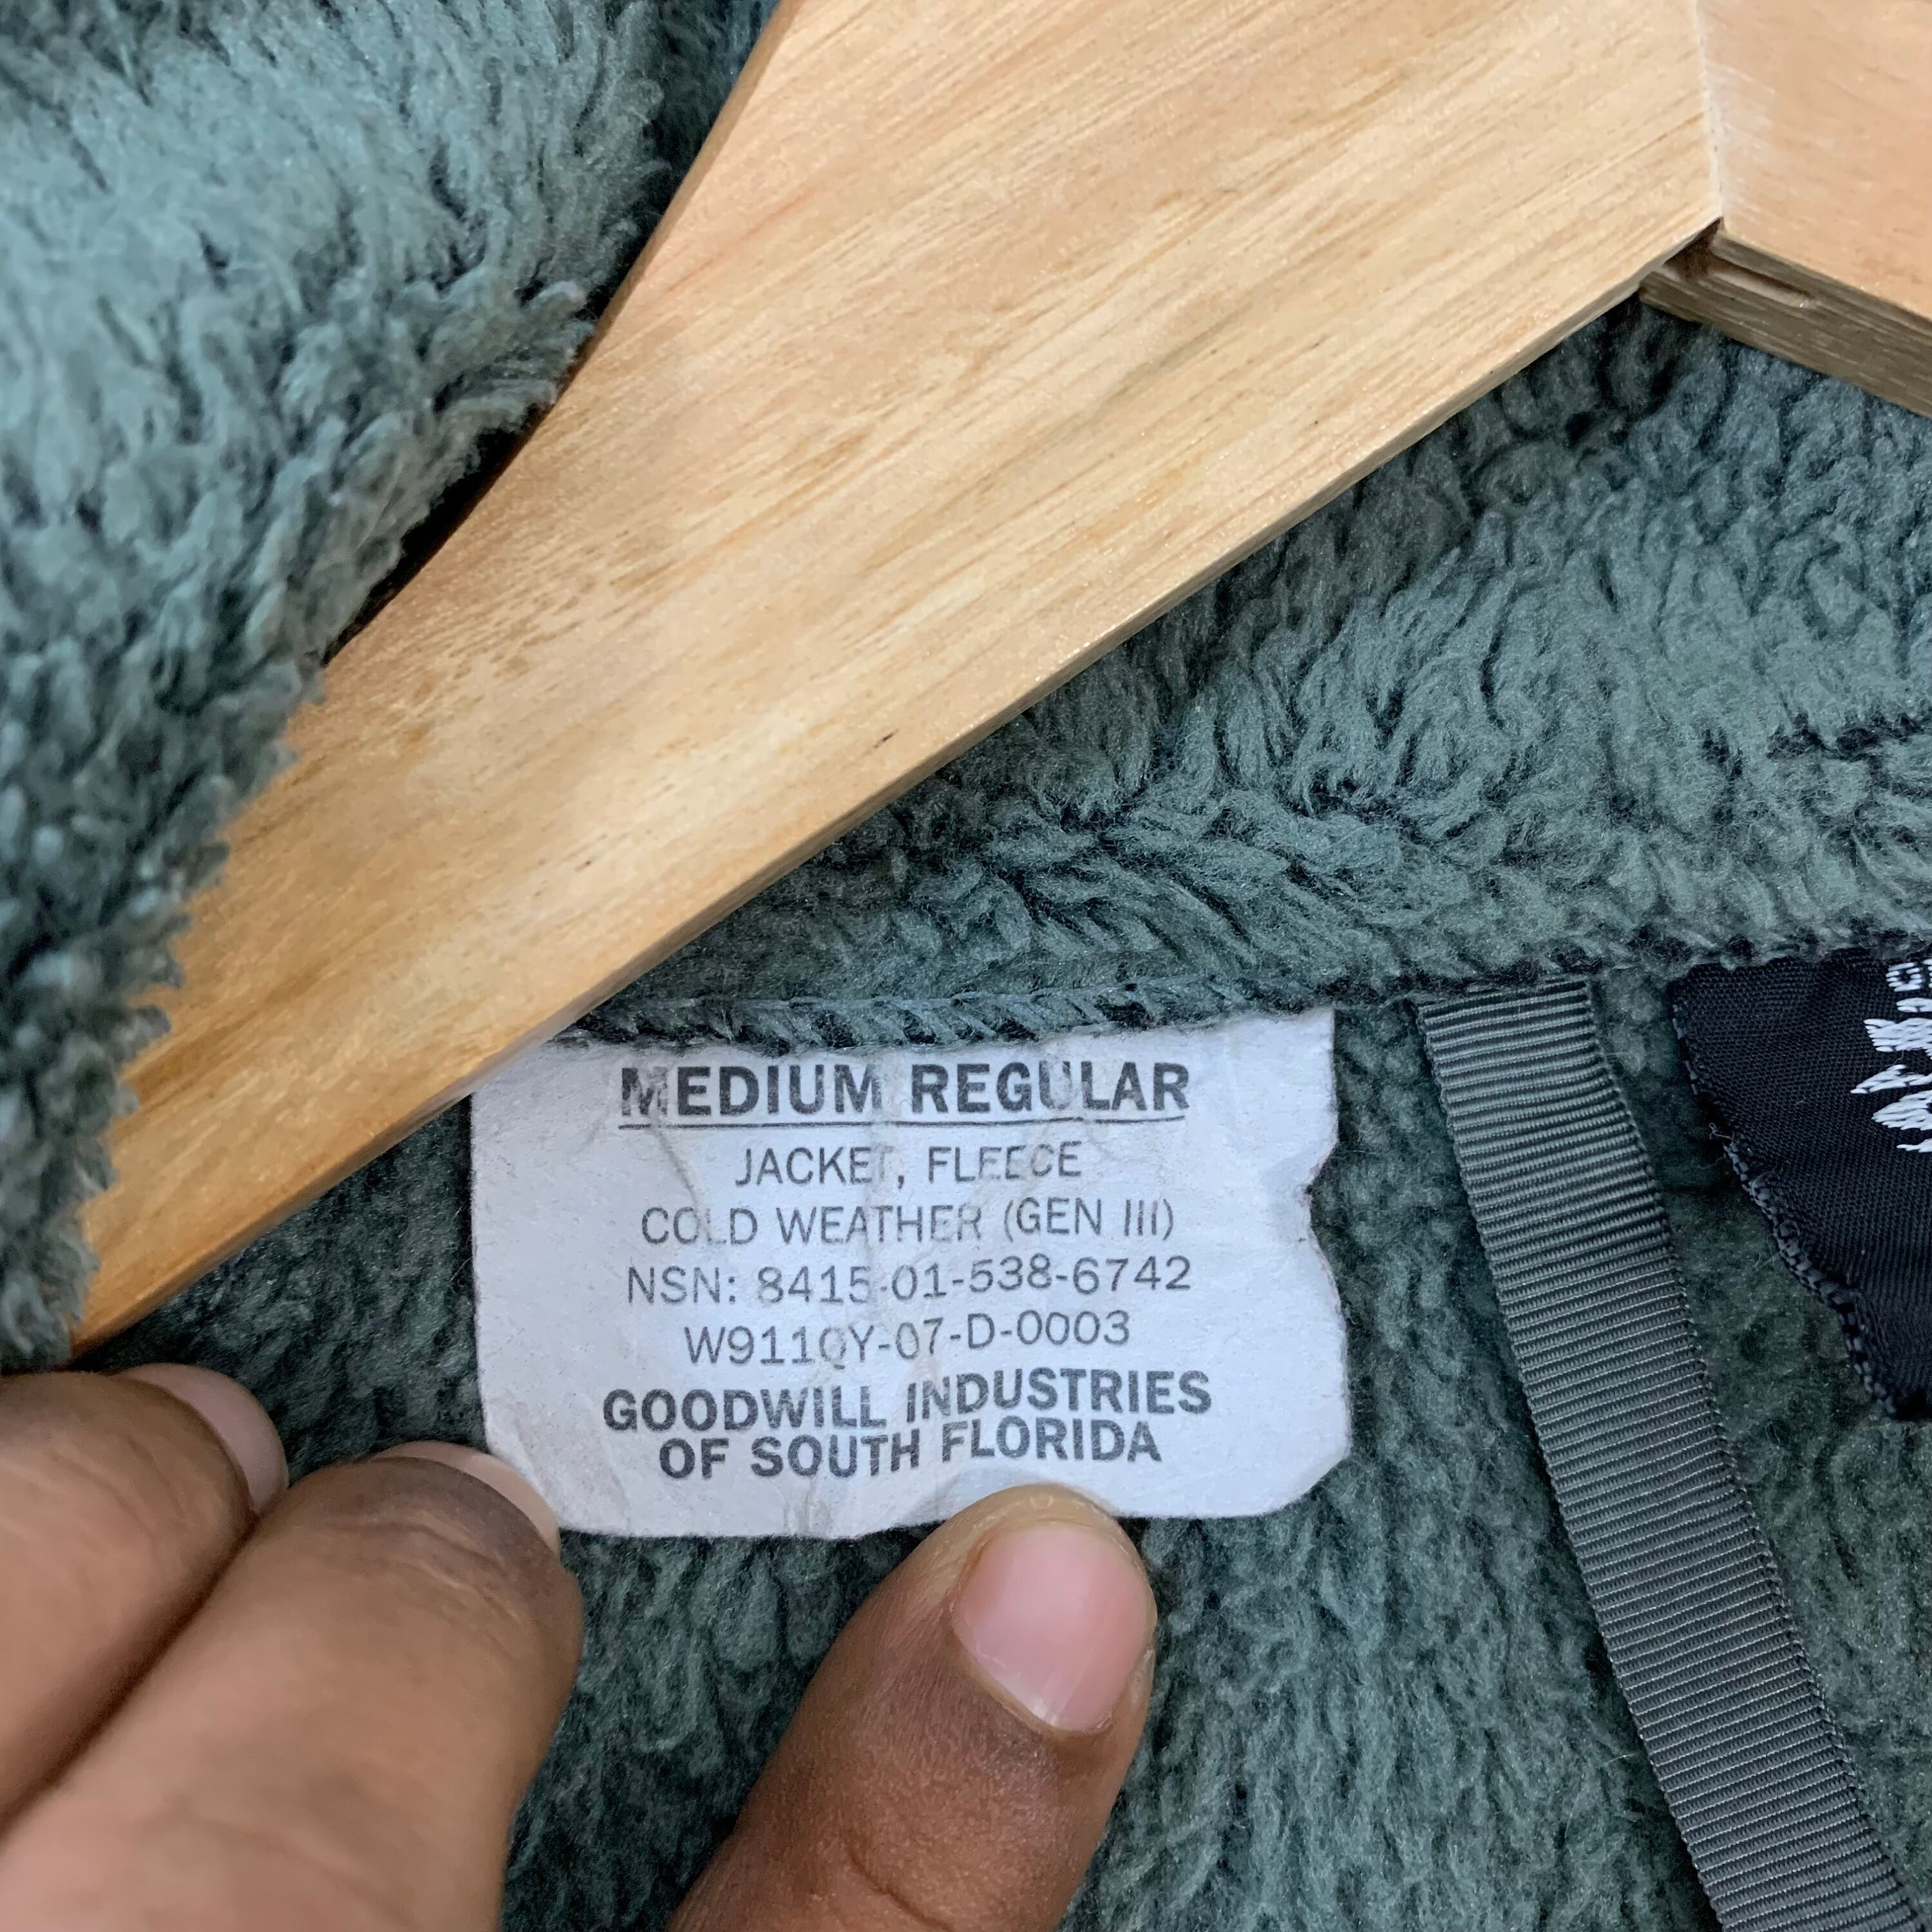 MEDIUM REGULAR
JACKET, FLEECE
COLD WEATHER (GEN III)
NSN: 8415-01-538-6742
W911QY-07-D-0003
GOODWILL INDUSTRIES
OF SOUTH FLORIDA